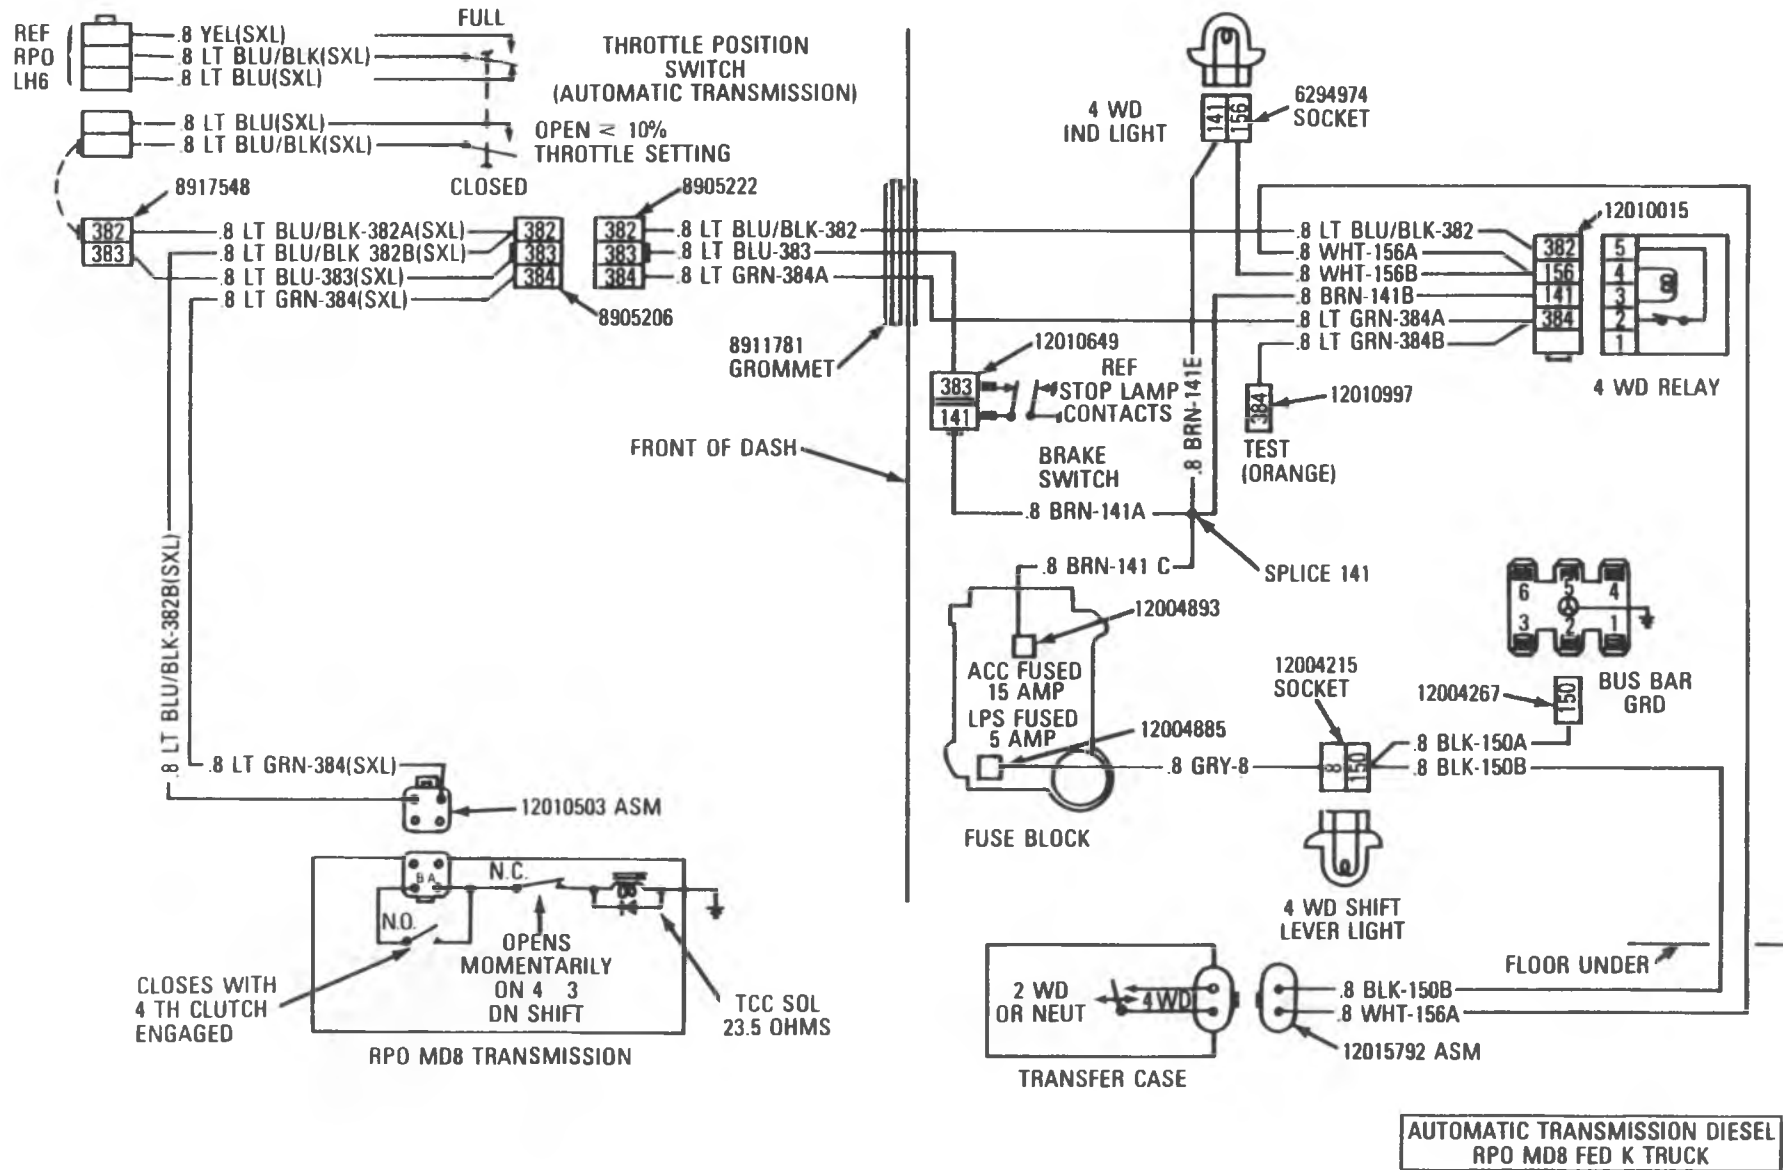 REF
RPO
LH6
.8 YEL(SXL)
.8 LT BLU/BLK(SXL)
.8 LT BLU(SXL)
FULL
THROTTLE POSITION
SWITCH
(AUTOMATIC TRANSMISSION)
.8 LT BLU(SXL)
.8 LT BLU/BLK(SXL)
OPEN < 10%
THROTTLE SETTING
CLOSED
8917548
8905222
382
383
.8 LT BLU/BLK-382A(SXL)
.8 LT BLU/BLK 382B(SXL)
.8 LT BLU-383(SXL)
.8 LT GRN-384(SXL)
382
383
384
8905206
382
383
384
.8 LT BLU/BLK-382
.8 LT BLU-383
.8 LT GRN-384A
8911781
GROMMET
FRONT OF DASH
4 WD
IND LIGHT
141
156
6294974
SOCKET
.8 LT BLU/BLK-382
.8 WHT-156A
.8 WHT-156B
.8 BRN-141B
.8 LT GRN-384A
.8 LT GRN-384B
12010015
382
156
141
384
5
4
3
2
1
4 WD RELAY
12010649
383
141
REF
STOP LAMP
CONTACTS
BRAKE
SWITCH
.8 BRN-141E
384
12010997
TEST
(ORANGE)
.8 BRN-141A
.8 BRN-141 C
SPLICE 141
12004893
ACC FUSED
15 AMP
LPS FUSED
5 AMP
12004885
.8 GRY-8
FUSE BLOCK
12004215
SOCKET
8
150
.8 BLK-150A
.8 BLK-150B
12004267
150
6 5 4
3 2 1
BUS BAR
GRD
4 WD SHIFT
LEVER LIGHT
FLOOR UNDER
2 WD
OR NEUT
4WD
.8 BLK-150B
.8 WHT-156A
12015792 ASM
TRANSFER CASE
.8 LT BLU/BLK-382B(SXL)
.8 LT GRN-384(SXL)
12010503 ASM
B A
N.C.
N.O.
OPENS
MOMENTARILY
ON 4 3
DN SHIFT
CLOSES WITH
4 TH CLUTCH
ENGAGED
TCC SOL
23.5 OHMS
RPO MD8 TRANSMISSION
AUTOMATIC TRANSMISSION DIESEL
RPO MD8 FED K TRUCK